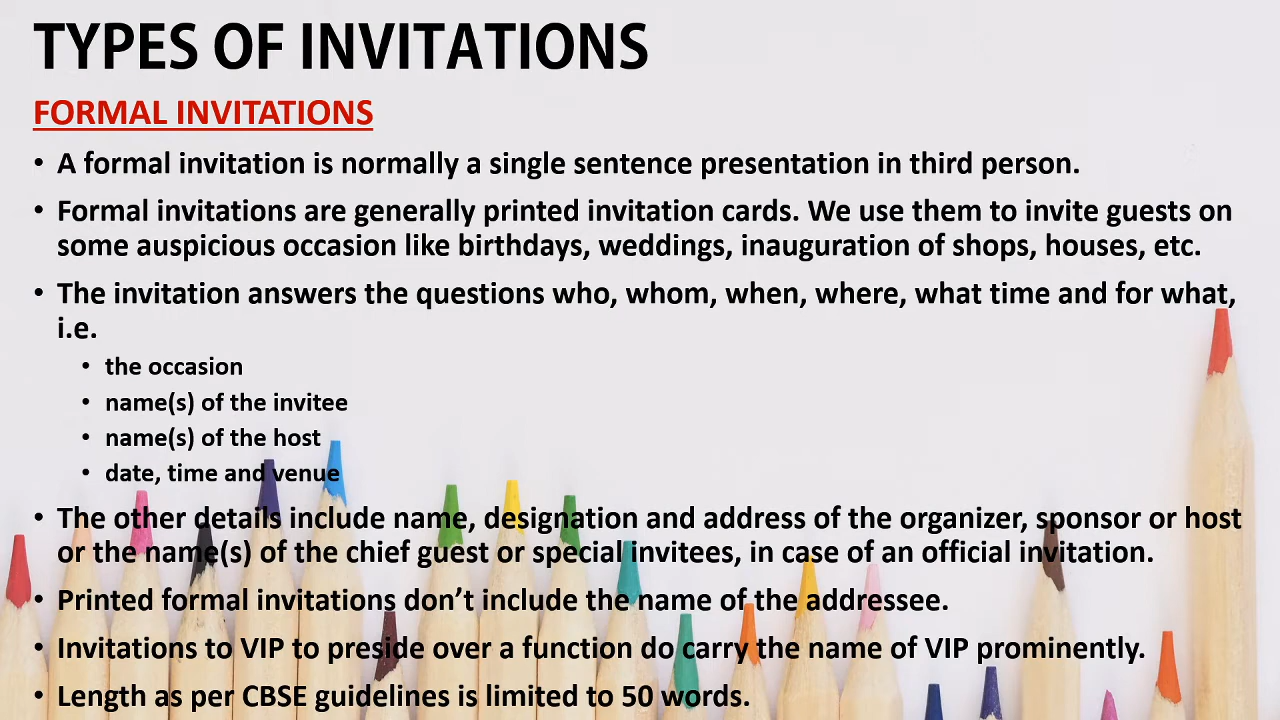 TYPES OF INVITATIONS
FORMAL INVITATIONS
• A formal invitation is normally a single sentence presentation in third person.
• Formal invitations are generally printed invitation cards. We use them to invite guests on
some auspicious occasion like birthdays, weddings, inauguration of shops, houses, etc.
• The invitation answers the questions who, whom, when, where, what time and for what,
i.e.
• the occasion
• name(s) of the invitee
• name(s) of the host
• date, time and venue
• The other details include name, designation and address of the organizer, sponsor or host
or the name(s) of the chief guest or special invitees, in case of an official invitation.
• Printed formal invitations don’t include the name of the addressee.
• Invitations to VIP to preside over a function do carry the name of VIP prominently.
• Length as per CBSE guidelines is limited to 50 words.